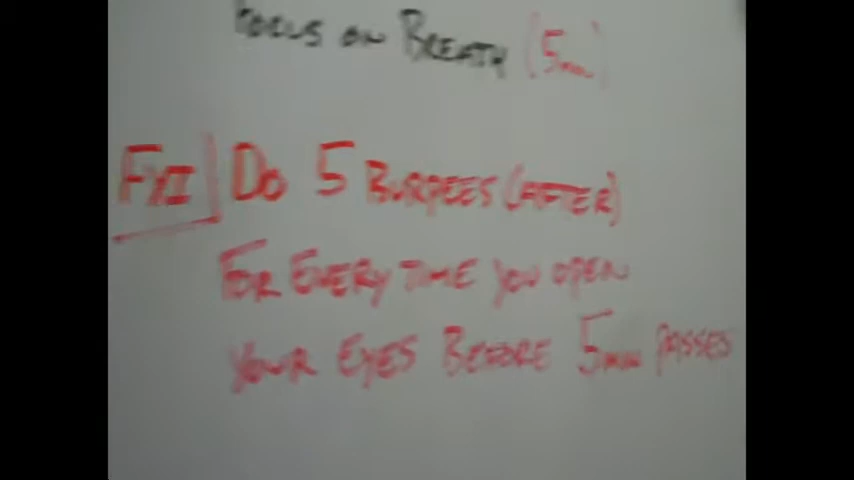 FOCUS ON BREATH (5min)
FYI DO 5 BURPEES (AFTER)
FOR EVERY TIME YOU OPEN
YOUR EYES BEFORE 5min PASSES